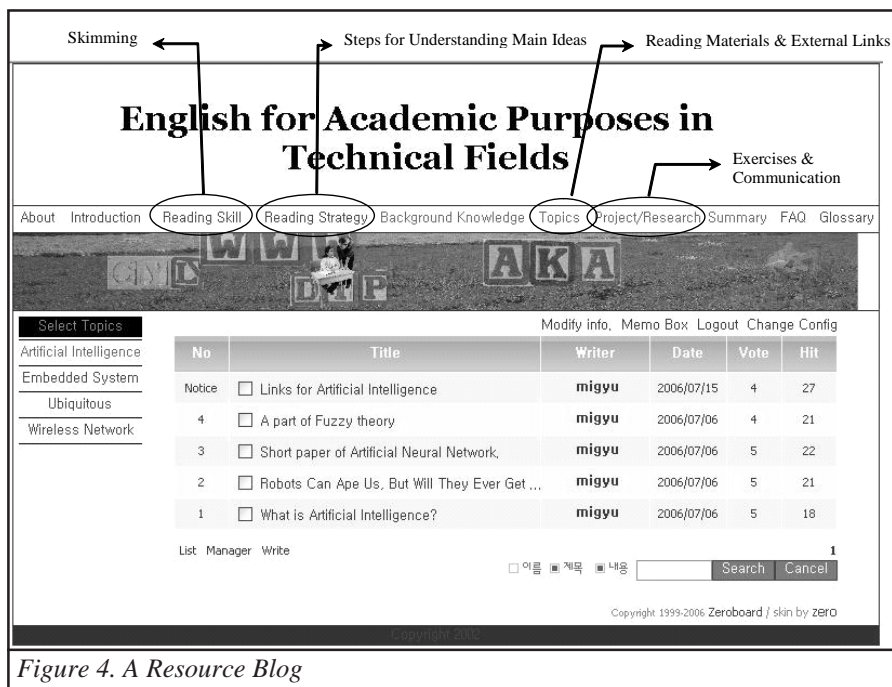 Skimming Steps for Understanding Main Ideas Reading Materials & External Links
English for Academic Purposes in
Technical Fields
Exercises &
Communication
About Introduction Reading Skill Reading Strategy Background Knowledge Topics Project/Research Summary FAQ Glossary
WWW
AKA
Select Topics
Artificial Intelligence
Embedded System
Ubiquitous
Wireless Network
Modify info, Memo Box Logout Change Config
No Title Writer Date Vote Hit
Notice Links for Artificial Intelligence migyu 2006/07/15 4 27
4 A part of Fuzzy theory migyu 2006/07/06 4 21
3 Short paper of Artificial Neural Network, migyu 2006/07/06 5 22
2 Robots Can Ape Us, But Will They Ever Get ... migyu 2006/07/06 5 21
1 What is Artificial Intelligence? migyu 2006/07/06 5 18
List Manager Write 1
이름 제목 내용 Search Cancel
Copyright 1999-2006 Zeroboard / skin by zero
Copyright 2002
Figure 4. A Resource Blog